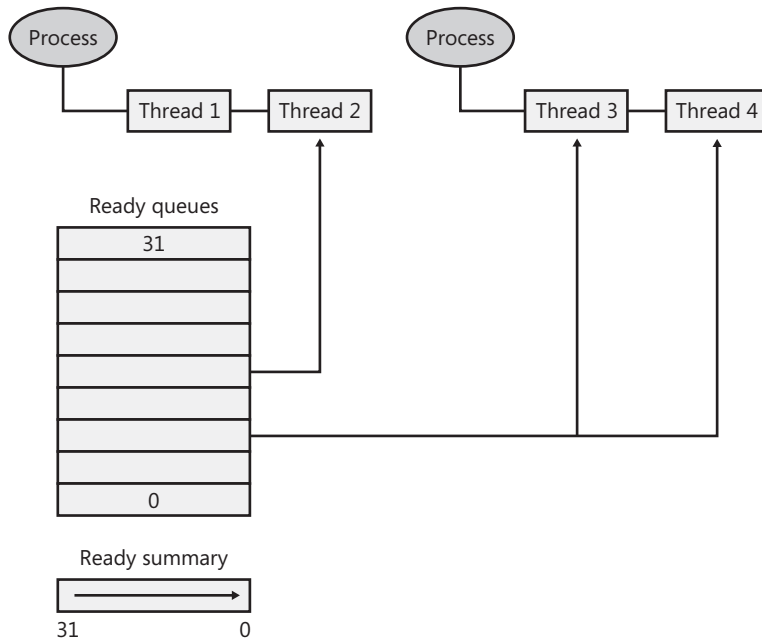 Process
Process
Thread 1
Thread 2
Thread 3
Thread 4
Ready queues
31
0
Ready summary
31
0